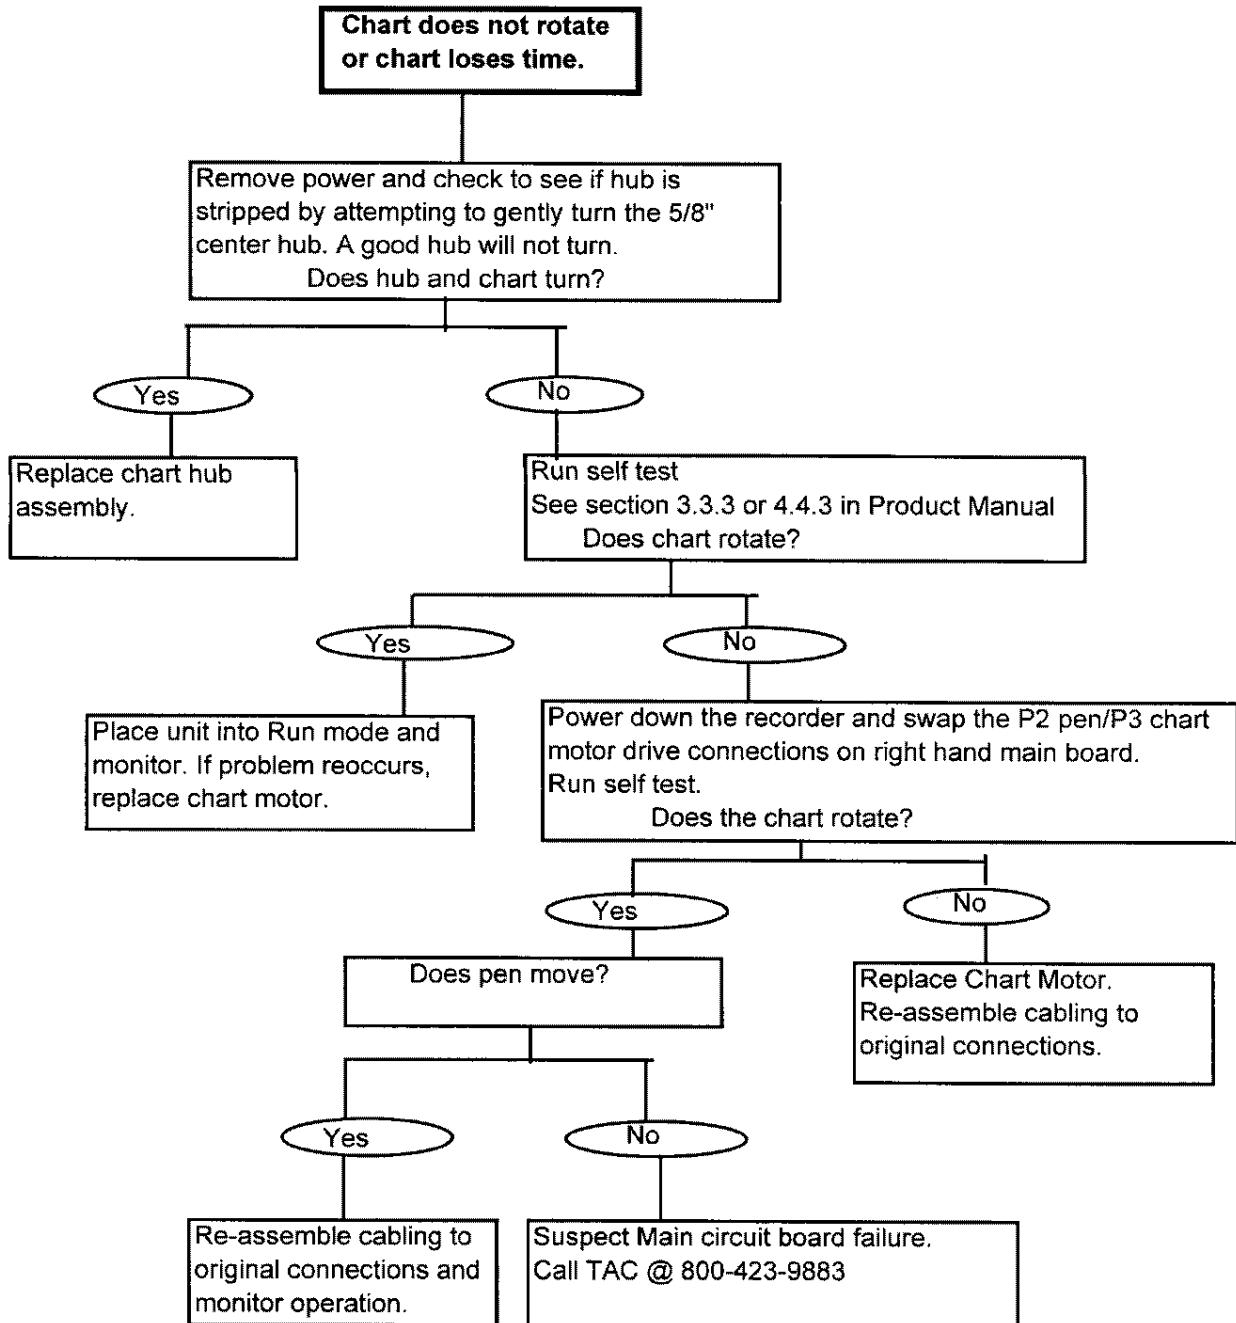 Chart does not rotate
or chart loses time.
Remove power and check to see if hub is
stripped by attempting to gently turn the 5/8"
center hub. A good hub will not turn.
Does hub and chart turn?
Yes
No
Replace chart hub
assembly.
Run self test
See section 3.3.3 or 4.4.3 in Product Manual
Does chart rotate?
Yes
No
Place unit into Run mode and
monitor. If problem reoccurs,
replace chart motor.
Power down the recorder and swap the P2 pen/P3 chart
motor drive connections on right hand main board.
Run self test.
Does the chart rotate?
Yes
No
Does pen move?
Replace Chart Motor.
Re-assemble cabling to
original connections.
Yes
No
Re-assemble cabling to
original connections and
monitor operation.
Suspect Main circuit board failure.
Call TAC @ 800-423-9883